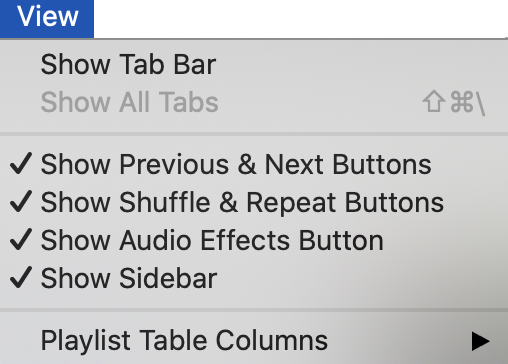 View
Show Tab Bar
Show All Tabs ⇧⌘\
✓ Show Previous & Next Buttons
✓ Show Shuffle & Repeat Buttons
✓ Show Audio Effects Button
✓ Show Sidebar
Playlist Table Columns ▶